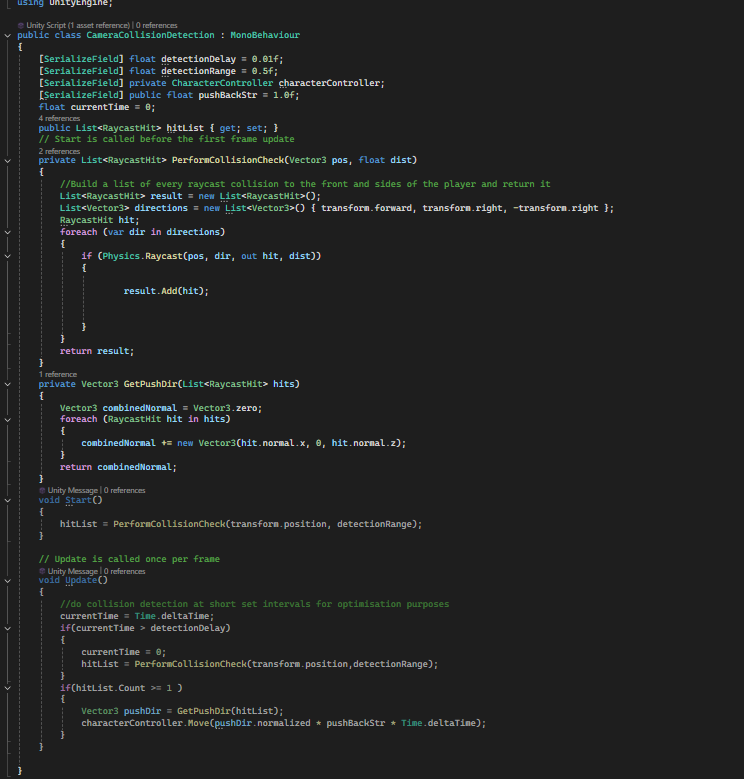 using UnityEngine;
Unity Script (1 asset reference) | 0 references
public class CameraCollisionDetection : MonoBehaviour
{
[SerializeField] float detectionDelay = 0.01f;
[SerializeField] float detectionRange = 0.5f;
[SerializeField] private CharacterController characterController;
[SerializeField] public float pushBackStr = 1.0f;
float currentTime = 0;
4 references
public List<RaycastHit> hitList { get; set; }
// Start is called before the first frame update
2 references
private List<RaycastHit> PerformCollisionCheck(Vector3 pos, float dist)
{
//Build a list of every raycast collision to the front and sides of the player and return it
List<RaycastHit> result = new List<RaycastHit>();
List<Vector3> directions = new List<Vector3>() { transform.forward, transform.right, -transform.right };
RaycastHit hit;
foreach (var dir in directions)
{
if (Physics.Raycast(pos, dir, out hit, dist))
{
result.Add(hit);
}
}
return result;
}
1 reference
private Vector3 GetPushDir(List<RaycastHit> hits)
{
Vector3 combinedNormal = Vector3.zero;
foreach (RaycastHit hit in hits)
{
combinedNormal += new Vector3(hit.normal.x, 0, hit.normal.z);
}
return combinedNormal;
}
Unity Message | 0 references
void Start()
{
hitList = PerformCollisionCheck(transform.position, detectionRange);
}
// Update is called once per frame
Unity Message | 0 references
void Update()
{
//do collision detection at short set intervals for optimisation purposes
currentTime = Time.deltaTime;
if(currentTime > detectionDelay)
{
currentTime = 0;
hitList = PerformCollisionCheck(transform.position,detectionRange);
}
if(hitList.Count >= 1 )
{
Vector3 pushDir = GetPushDir(hitList);
characterController.Move(pushDir.normalized * pushBackStr * Time.deltaTime);
}
}
}